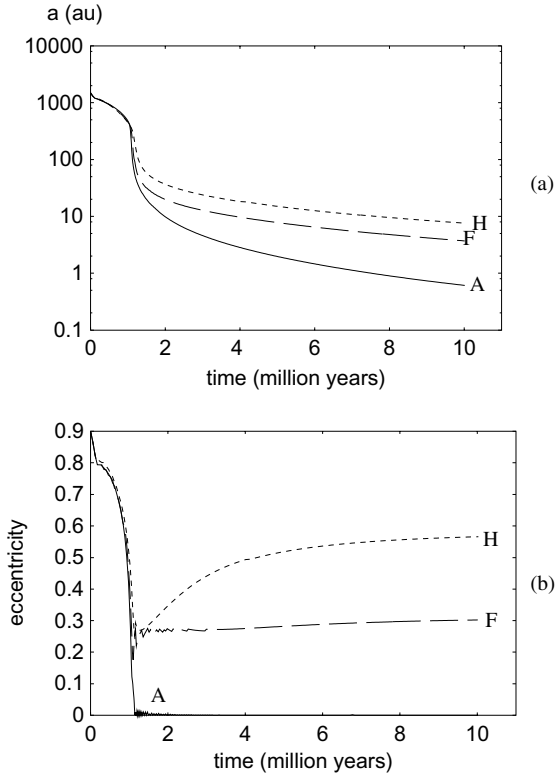 a (au)
10000
1000
100
10
1
0.1
H
F
A
(a)
0 2 4 6 8 10
time (million years)
0.9
0.8
0.7
0.6
0.5
0.4
0.3
0.2
0.1
0
eccentricity
H
F
A
(b)
0 2 4 6 8 10
time (million years)